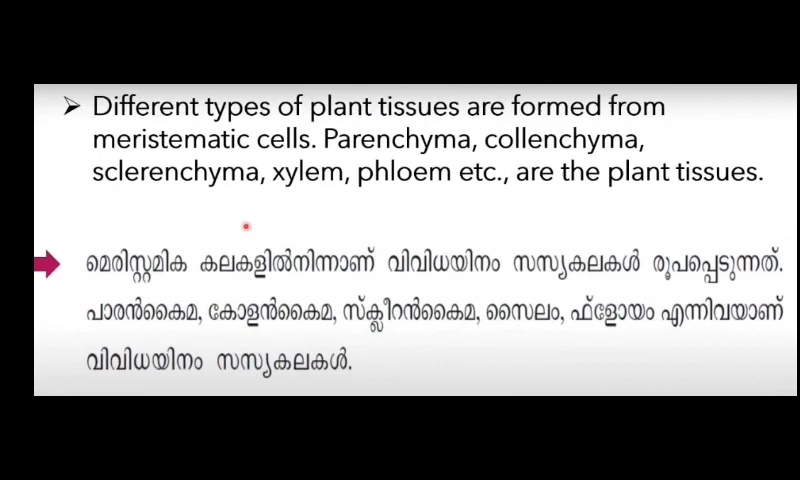 ➢ Different types of plant tissues are formed from
meristematic cells. Parenchyma, collenchyma,
sclerenchyma, xylem, phloem etc., are the plant tissues.
മെരിസ്റ്റമിക കലകളിൽനിന്നാണ് വിവിധയിനം സസ്യകലകൾ രൂപപ്പെടുന്നത്.
പാരൻകൈമ, കോളൻകൈമ, സ്ക്ലീറൻകൈമ, സൈലം, ഫ്ളോയം എന്നിവയാണ്
വിവിധയിനം സസ്യകലകൾ.